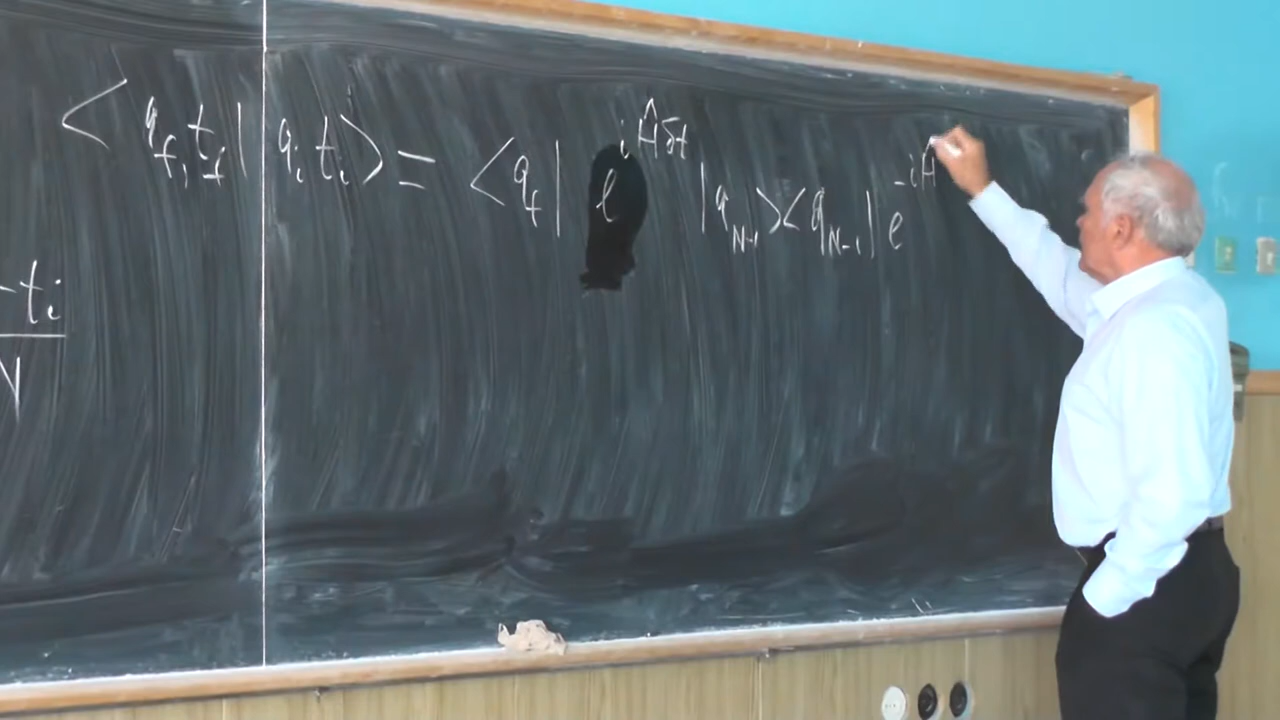 < q_f, t_f | q_i t_i > = < q_f | e^{iĤδt} | q_{N-1} > < q_{N-1} | e^{-iĤ
-t_i
N